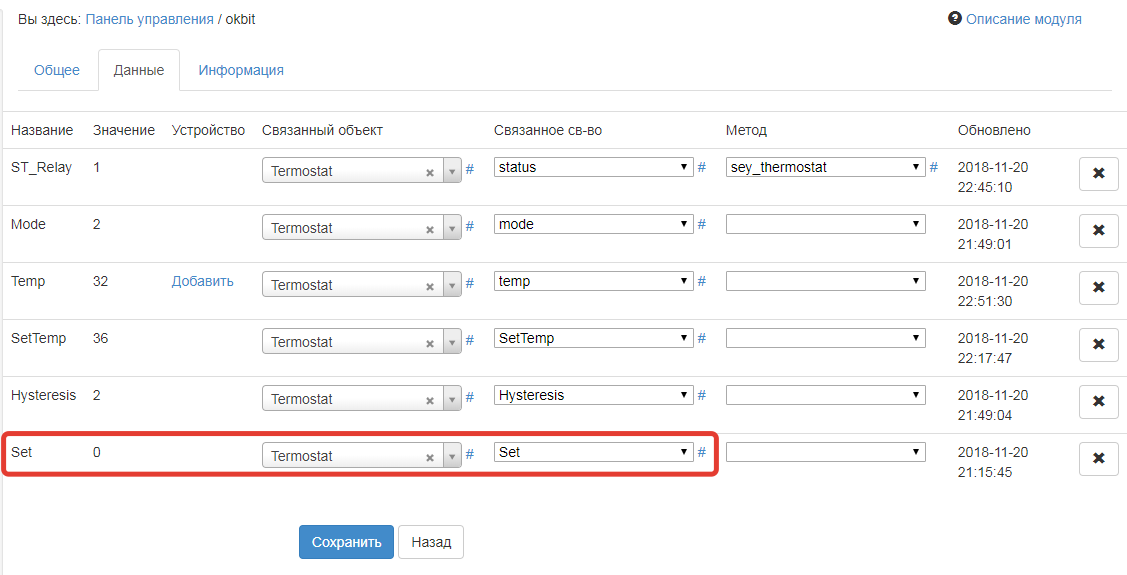 Вы здесь: Панель управления / okbit
Описание модуля
Общее Данные Информация
Название Значение Устройство Связанный объект Связанное св-во Метод Обновлено
ST_Relay 1 Termostat × # status # sey_thermostat # 2018-11-20
22:45:10
Mode 2 Termostat × # mode # 2018-11-20
21:49:01
Temp 32 Добавить Termostat × # temp # 2018-11-20
22:51:30
SetTemp 36 Termostat × # SetTemp # 2018-11-20
22:17:47
Hysteresis 2 Termostat × # Hysteresis # 2018-11-20
21:49:04
Set 0 Termostat × # Set # 2018-11-20
21:15:45
Сохранить Назад